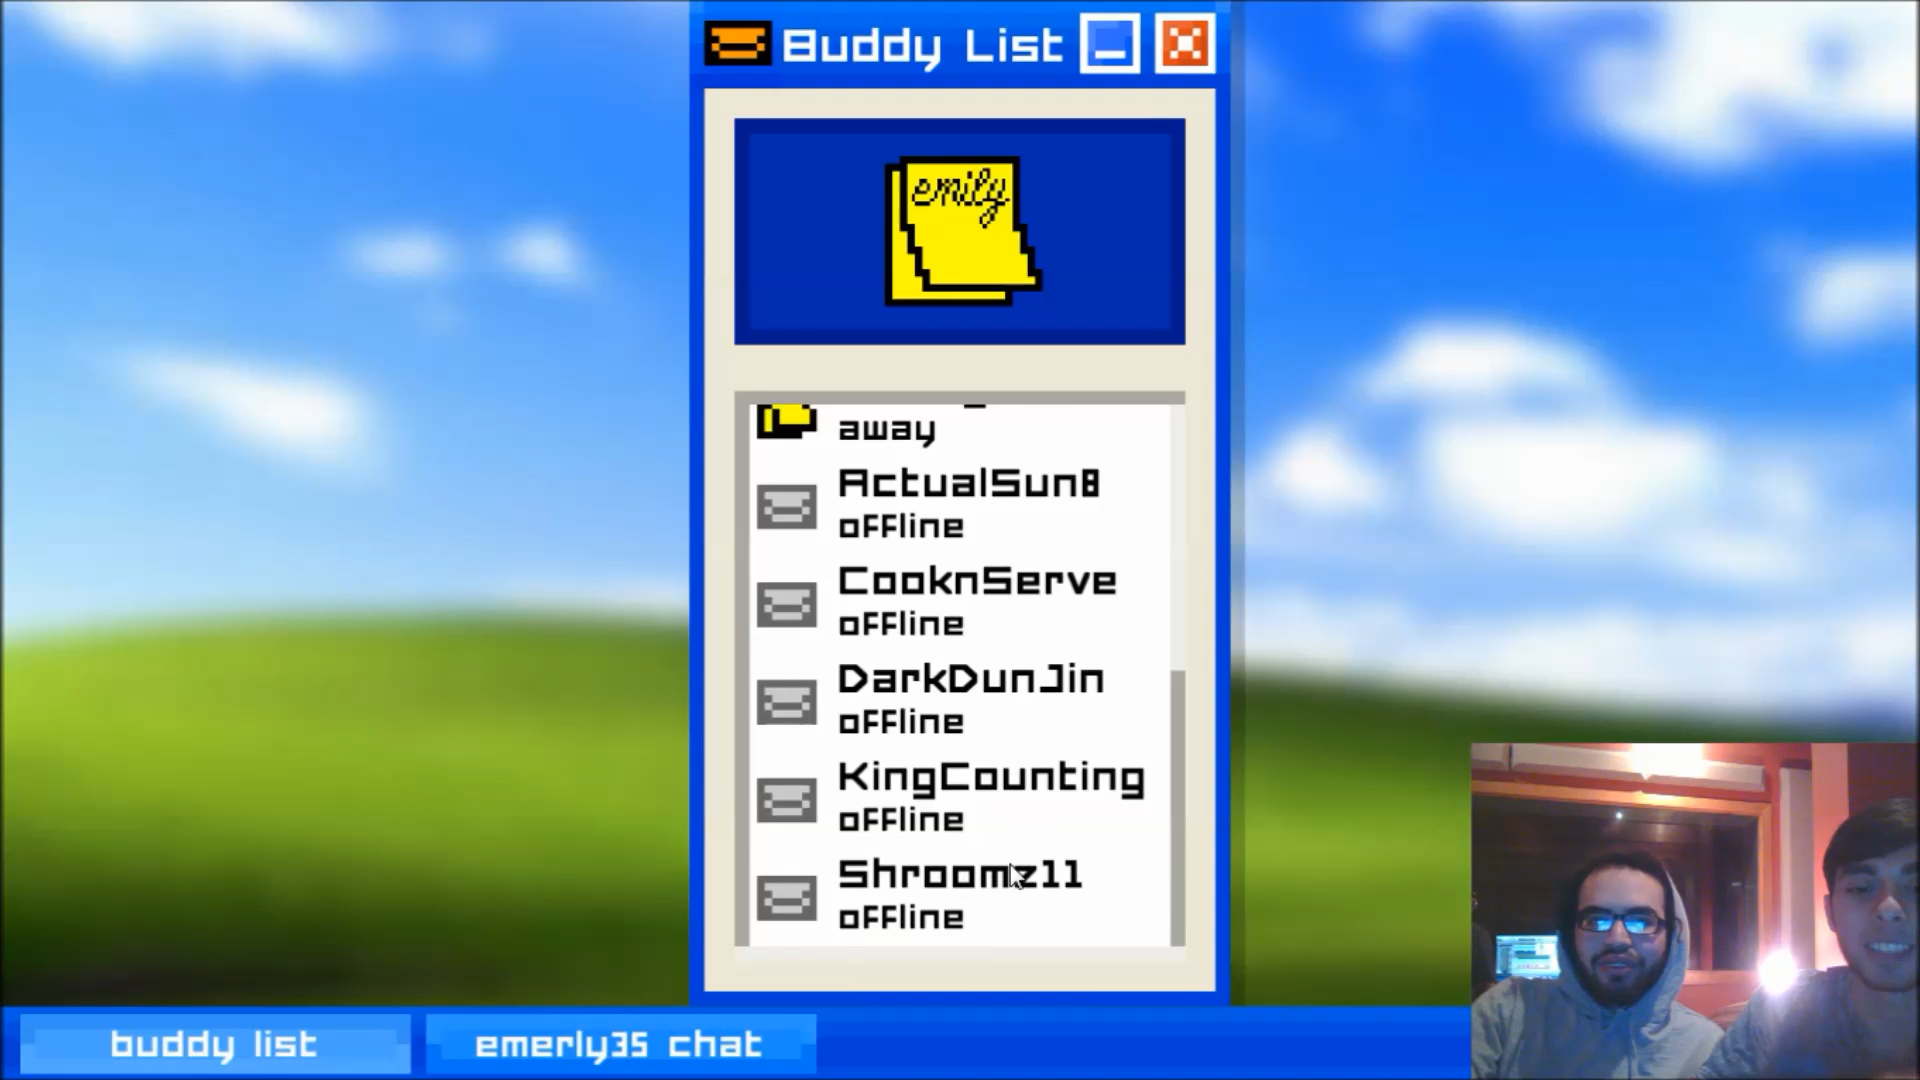 Buddy List
emily
away
ActualSun8
offline
CooknServe
offline
DarkDunJin
offline
KingCounting
offline
Shroomz11
offline
buddy list
emerly35 chat